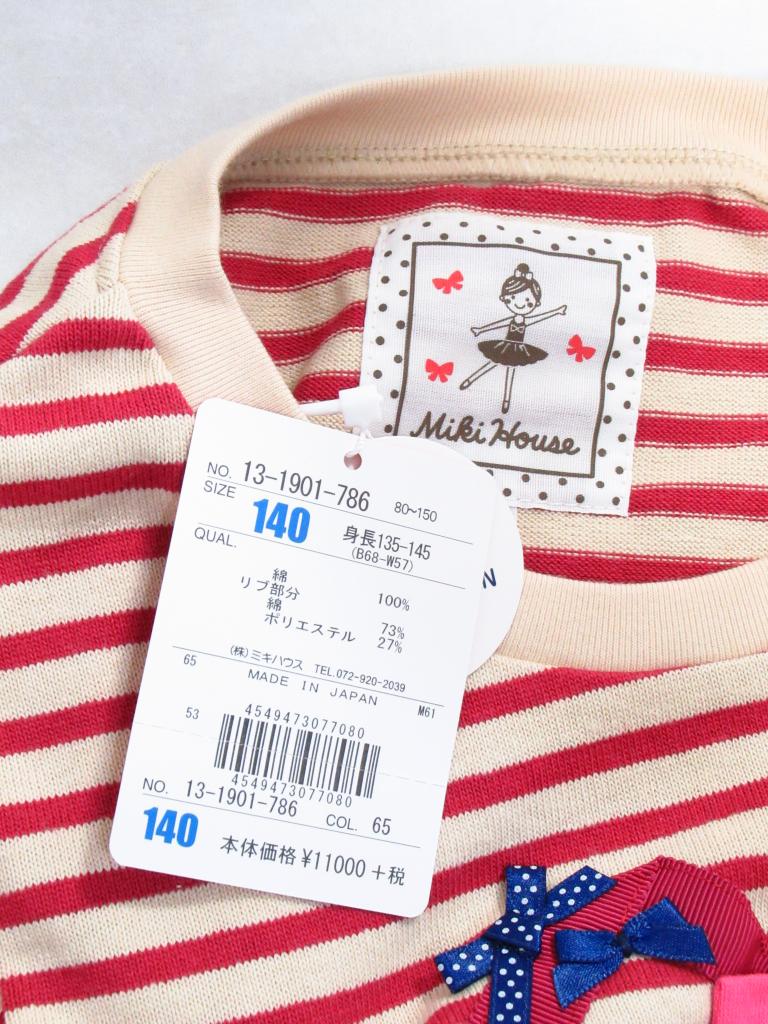 Miki House
N
NO. 13-1901-786 80~150
SIZE 140 身長135-145
(B68-W57)
QUAL.
綿 100%
リブ部分
綿 73%
ポリエステル 27%
(株)ミキハウス TEL.072-920-2039
65 MADE IN JAPAN
M61
53 4549473077080
4549473077080
NO. 13-1901-786 COL. 65
140 本体価格 ¥11000 +税